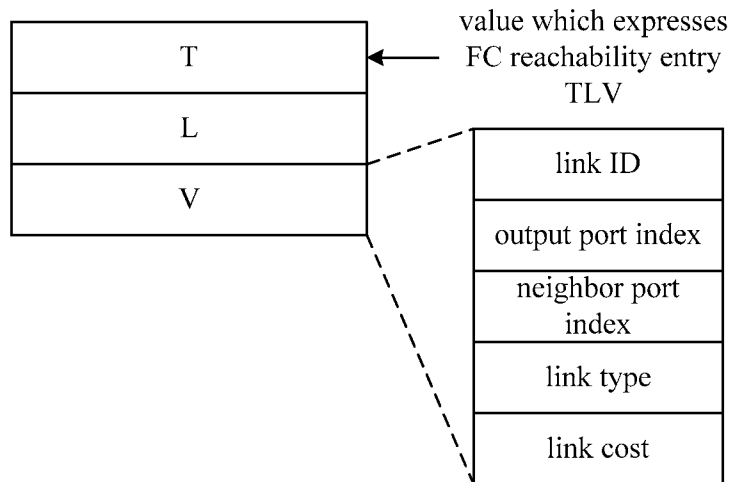 T
value which expresses
FC reachability entry
TLV
L
V
link ID
output port index
neighbor port
index
link type
link cost